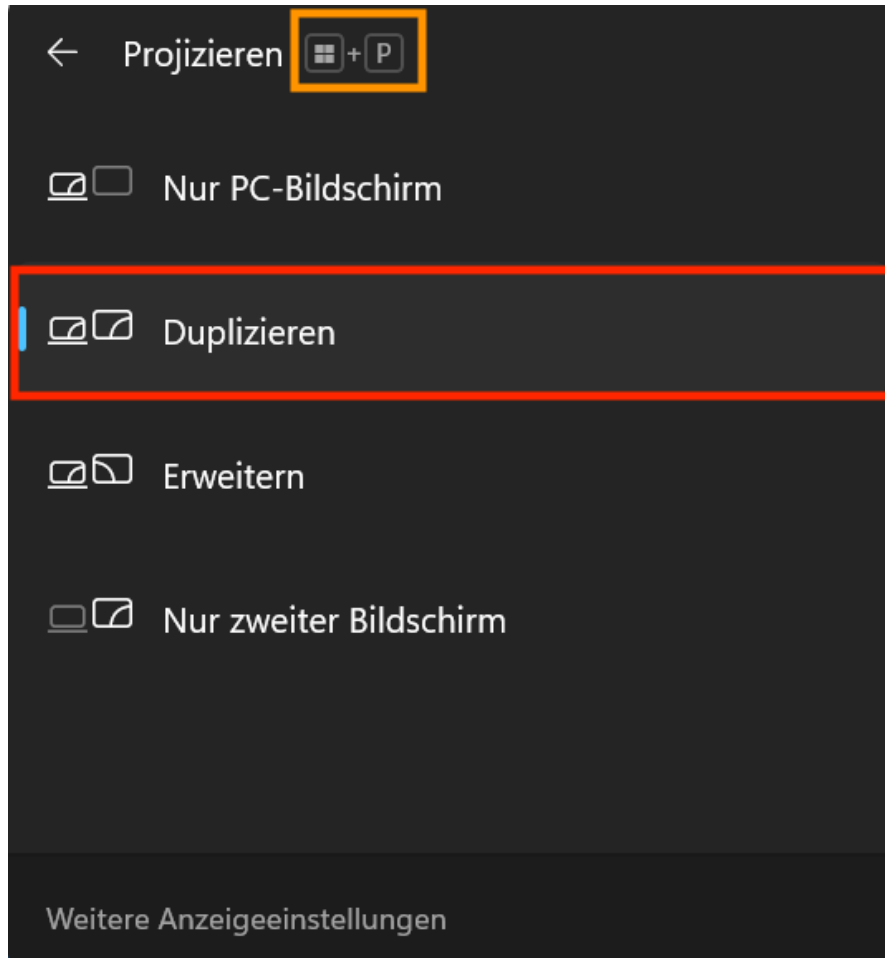 Projizieren + P
Nur PC-Bildschirm
Duplizieren
Erweitern
Nur zweiter Bildschirm
Weitere Anzeigeeinstellungen